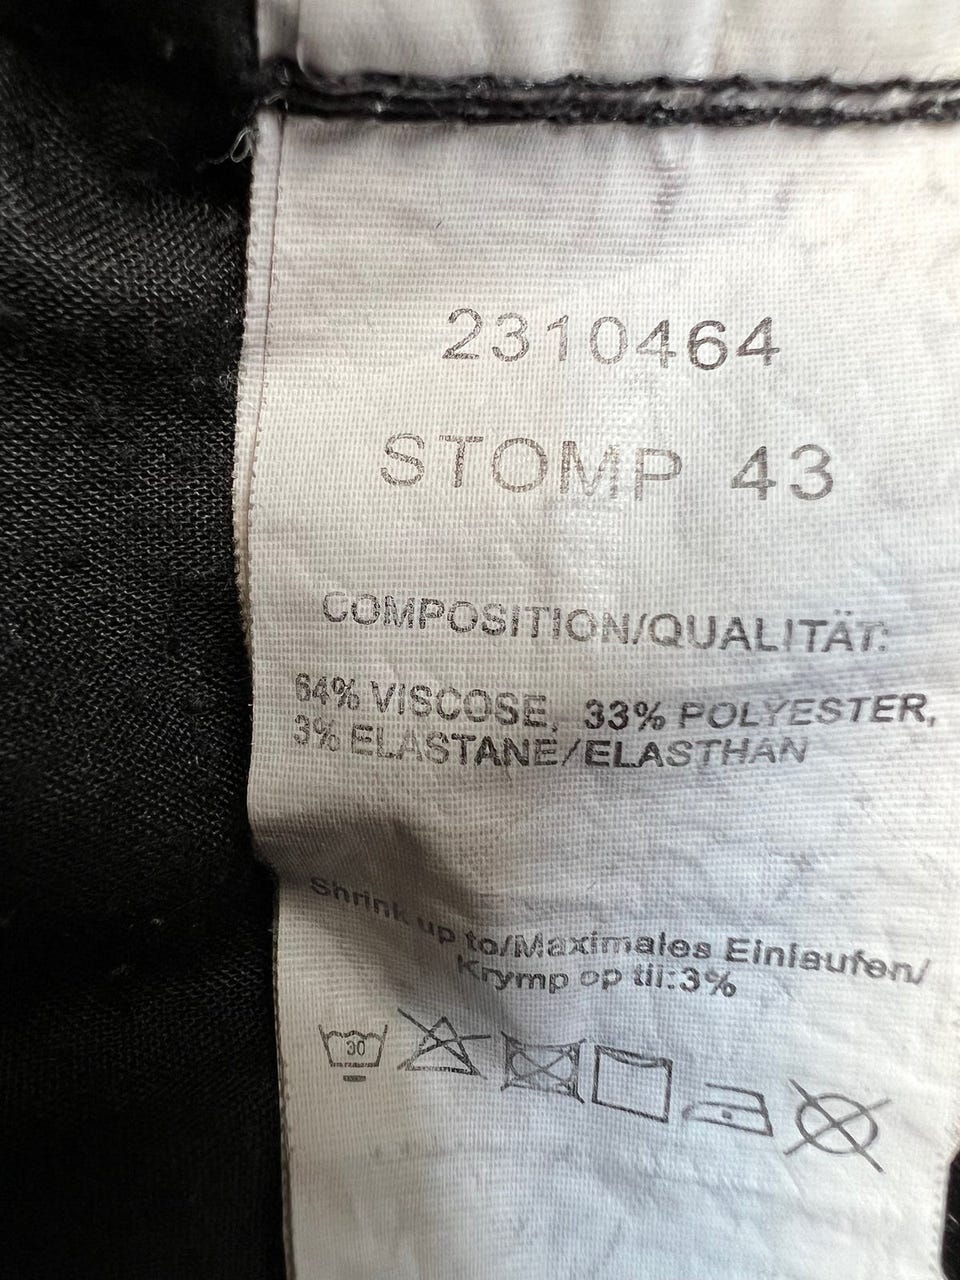 2310464
STOMP 43
COMPOSITION/QUALITÄT:
64% VISCOSE, 33% POLYESTER,
3% ELASTANE/ELASTHAN
Shrink up to/Maximales Einlaufen/
Krymp op til:3%
30